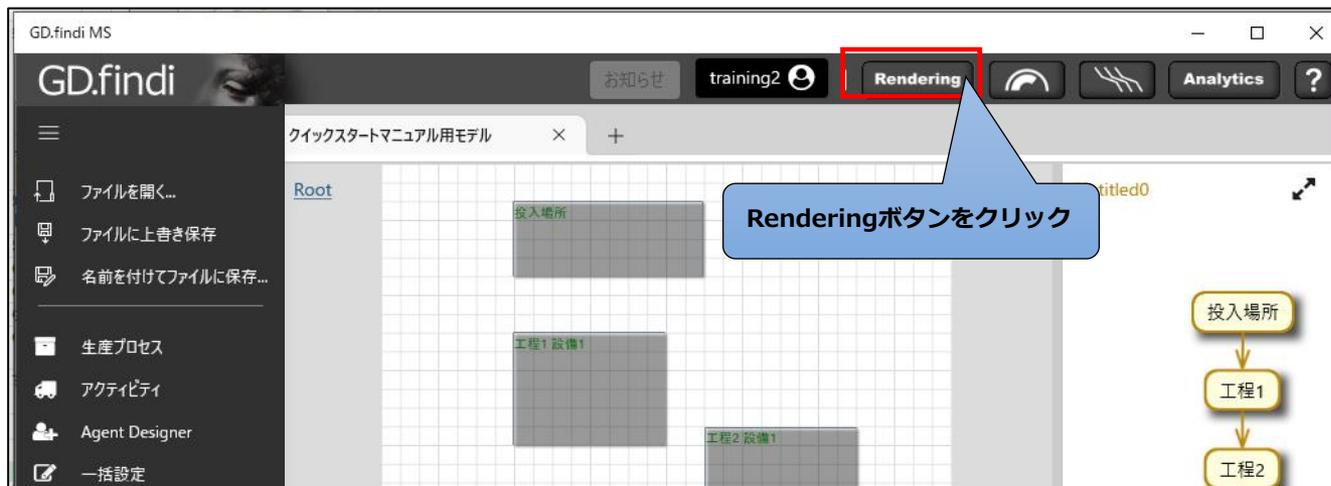 GD.findi MS
GD.findi
お知らせ
training2
Rendering
Analytics
?
クイックスタートマニュアル用モデル
ファイルを開く...
ファイルに上書き保存
名前を付けてファイルに保存...
生産プロセス
アクティビティ
Agent Designer
一括設定
Root
投入場所
工程1 設備1
工程2 設備1
Renderingボタンをクリック
titled0
投入場所
工程1
工程2